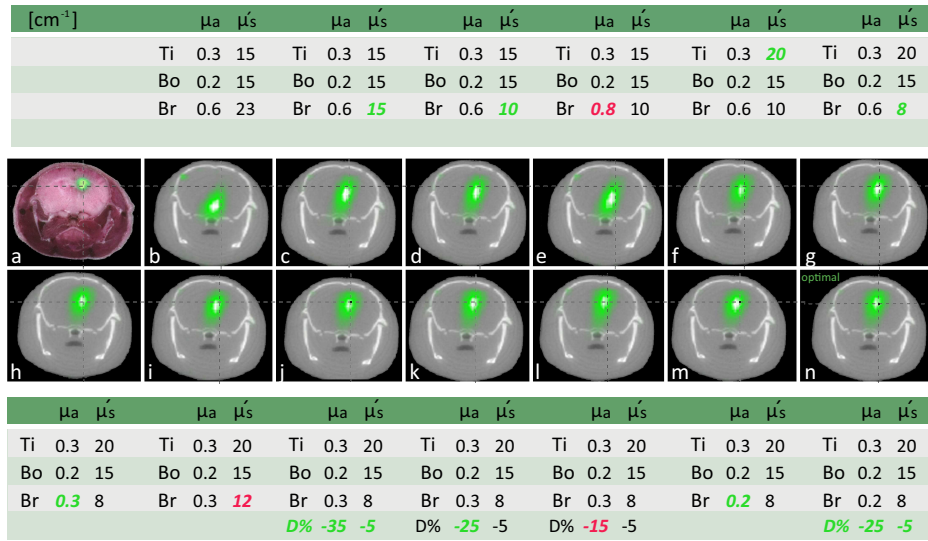 [cm⁻¹] μa μ́s μa μ́s μa μ́s μa μ́s μa μ́s μa μ́s
Ti 0.3 15 Ti 0.3 15 Ti 0.3 15 Ti 0.3 15 Ti 0.3 20 Ti 0.3 20
Bo 0.2 15 Bo 0.2 15 Bo 0.2 15 Bo 0.2 15 Bo 0.2 15 Bo 0.2 15
Br 0.6 23 Br 0.6 15 Br 0.6 10 Br 0.8 10 Br 0.6 10 Br 0.6 8
a b c d e f g
optimal
h i j k l m n
μa μ́s μa μ́s μa μ́s μa μ́s μa μ́s μa μ́s μa μ́s
Ti 0.3 20 Ti 0.3 20 Ti 0.3 20 Ti 0.3 20 Ti 0.3 20 Ti 0.3 20 Ti 0.3 20
Bo 0.2 15 Bo 0.2 15 Bo 0.2 15 Bo 0.2 15 Bo 0.2 15 Bo 0.2 15 Bo 0.2 15
Br 0.3 8 Br 0.3 12 Br 0.3 8 Br 0.3 8 Br 0.3 8 Br 0.2 8 Br 0.2 8
D% -35 -5 D% -25 -5 D% -15 -5 D% -25 -5